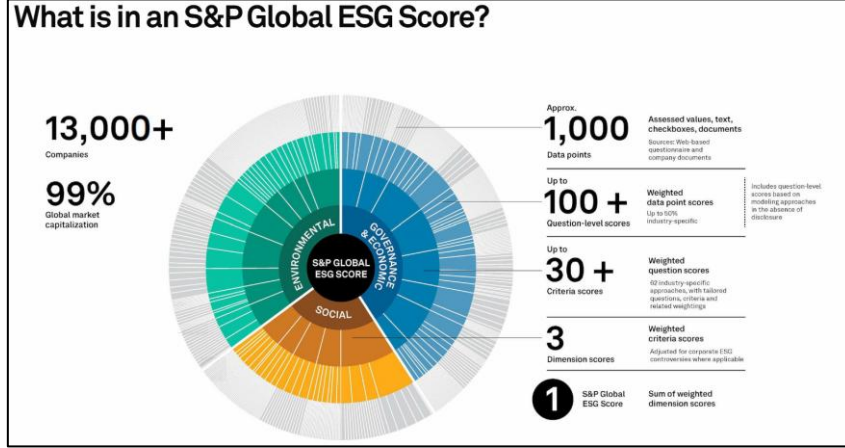 What is in an S&P Global ESG Score?
13,000+
Companies
99%
Global market
capitalization
ENVIRONMENTAL
GOVERNANCE
& ECONOMIC
S&P GLOBAL
ESG SCORE
SOCIAL
Approx.
1,000
Data points
Assessed values, text,
checkboxes, documents
Sources: Web-based
questionnaire and
company documents
Up to
100 +
Question-level scores
Weighted
data point scores
Up to 50%
industry-specific
Includes question-level
scores based on
modeling approaches
in the absence of
disclosure
Up to
30 +
Criteria scores
Weighted
question scores
62 industry-specific
approaches, with tailored
questions, criteria and
related weightings
3
Dimension scores
Weighted
criteria scores
Adjusted for corporate ESG
controversies where applicable
1
S&P Global
ESG Score
Sum of weighted
dimension scores